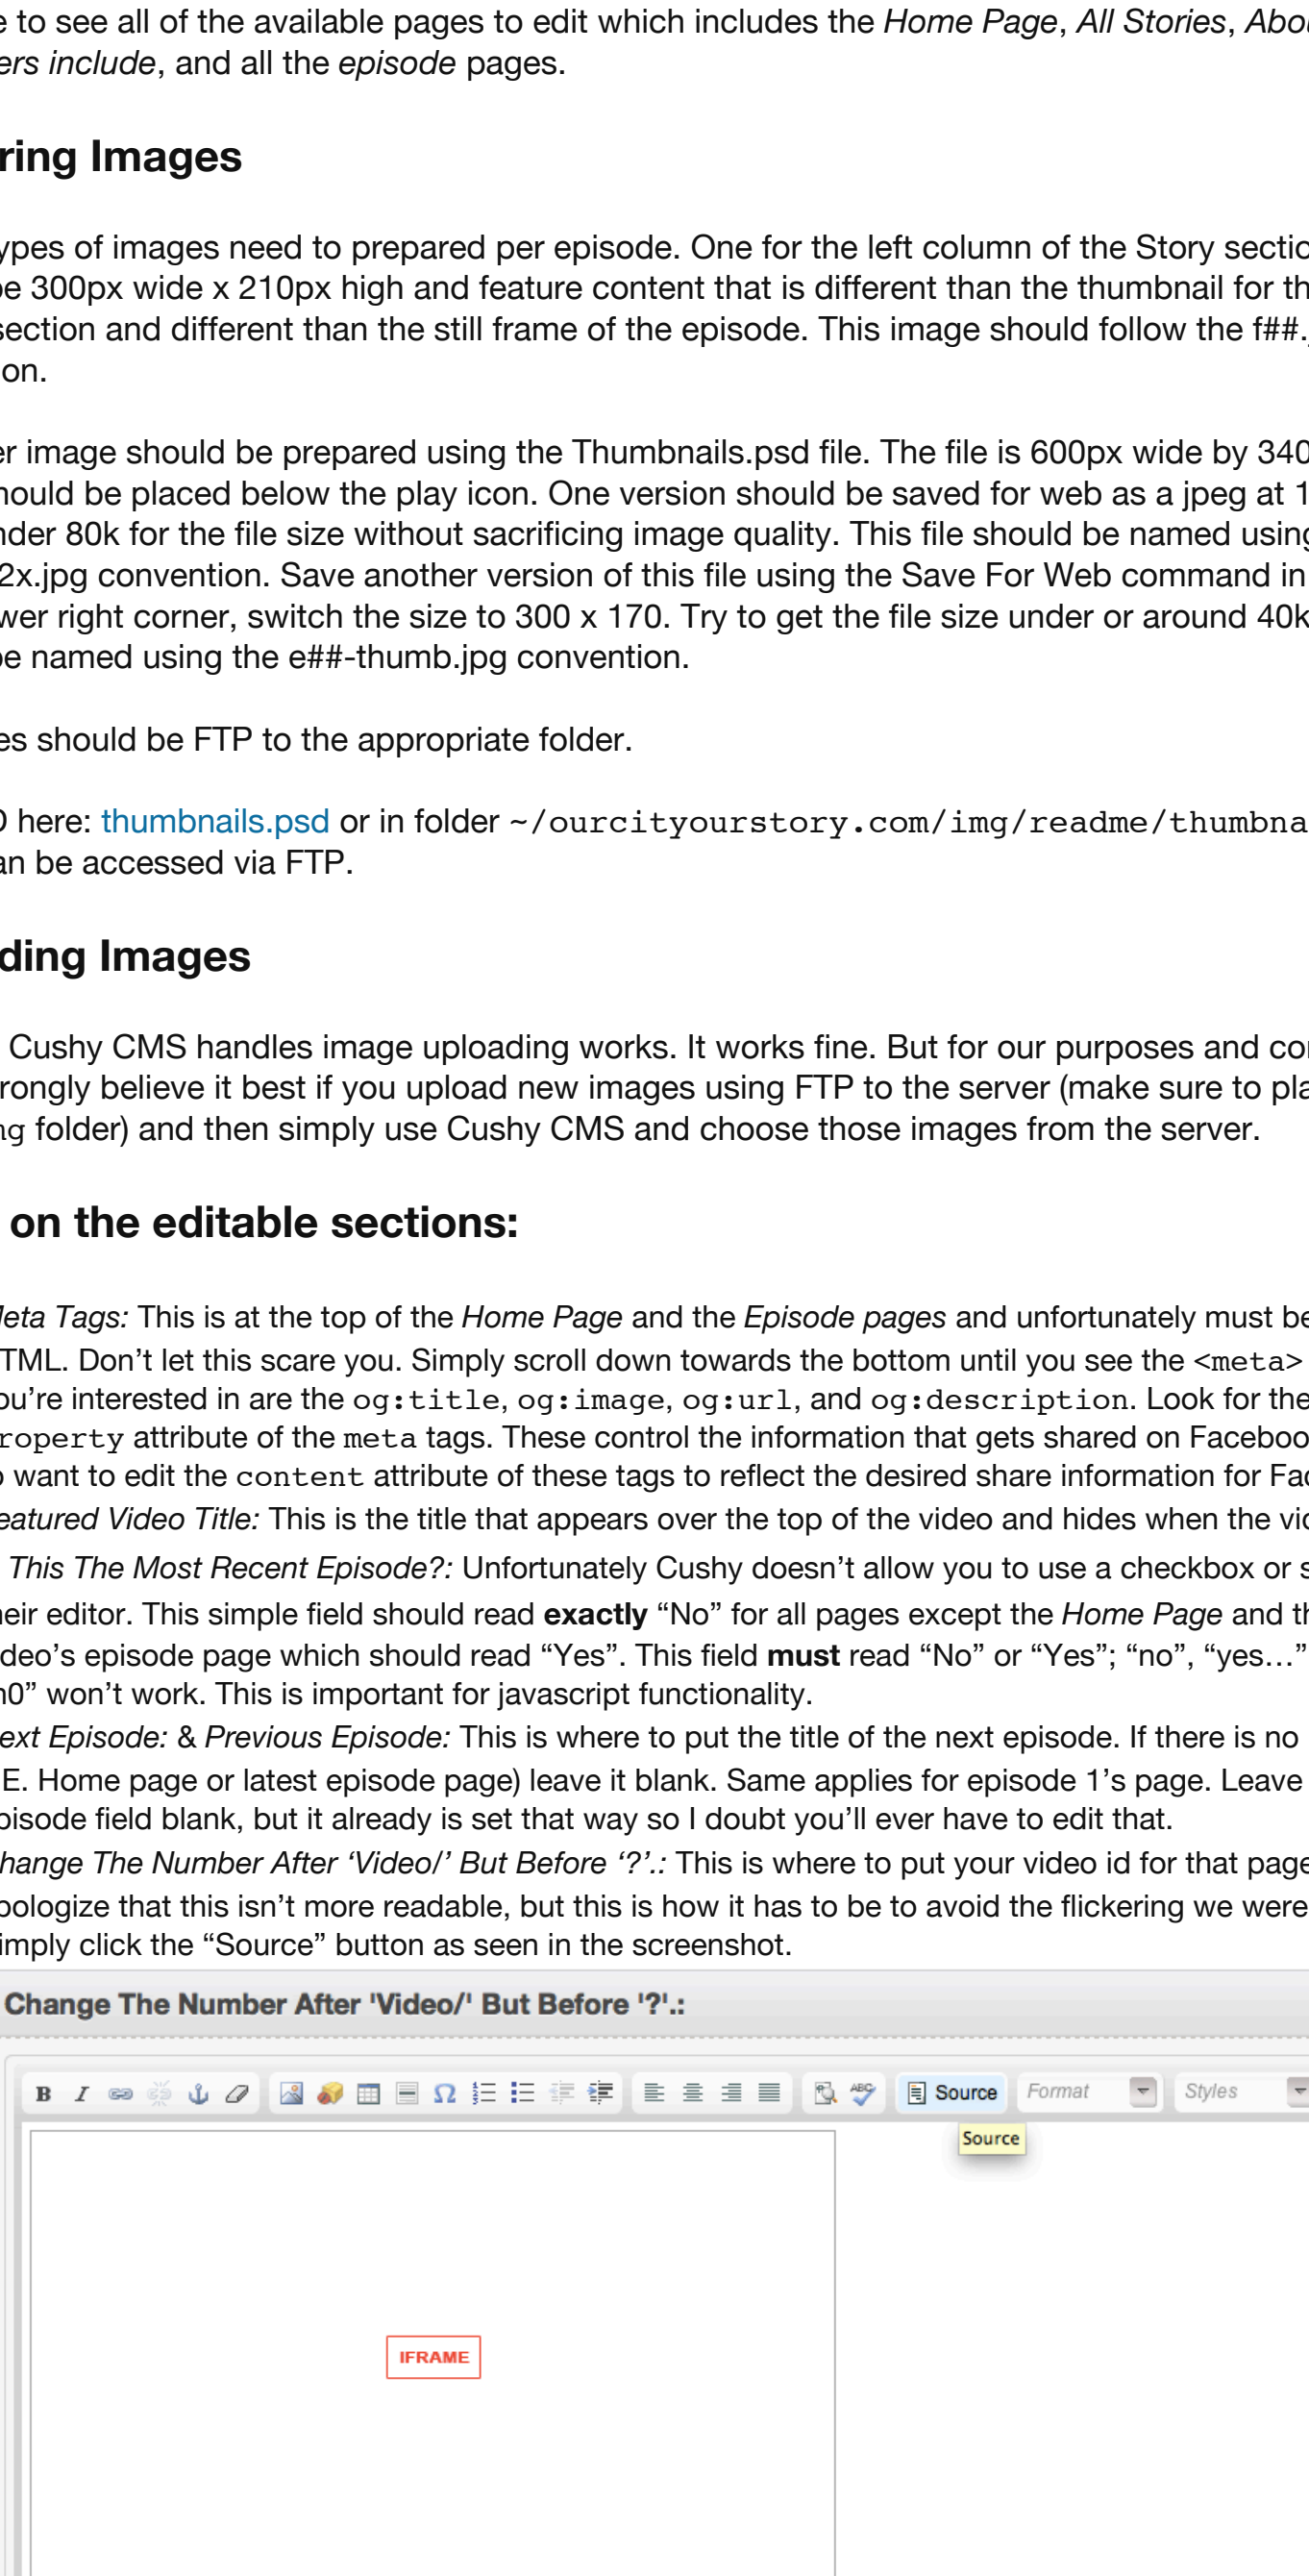 e to see all of the available pages to edit which includes the Home Page, All Stories, Abou
ers include, and all the episode pages.
ring Images
ypes of images need to prepared per episode. One for the left column of the Story sectio
be 300px wide x 210px high and feature content that is different than the thumbnail for th
section and different than the still frame of the episode. This image should follow the f##.
on.
er image should be prepared using the Thumbnails.psd file. The file is 600px wide by 340
hould be placed below the play icon. One version should be saved for web as a jpeg at 1
nder 80k for the file size without sacrificing image quality. This file should be named using
2x.jpg convention. Save another version of this file using the Save For Web command in
wer right corner, switch the size to 300 x 170. Try to get the file size under or around 40k
be named using the e##-thumb.jpg convention.
es should be FTP to the appropriate folder.
D here: thumbnails.psd or in folder ~/ourcityyourstory.com/img/readme/thumbna
an be accessed via FTP.
ding Images
Cushy CMS handles image uploading works. It works fine. But for our purposes and con
rongly believe it best if you upload new images using FTP to the server (make sure to pla
ng folder) and then simply use Cushy CMS and choose those images from the server.
on the editable sections:
Meta Tags: This is at the top of the Home Page and the Episode pages and unfortunately must be
TML. Don’t let this scare you. Simply scroll down towards the bottom until you see the <meta>
ou’re interested in are the og:title, og:image, og:url, and og:description. Look for the
roperty attribute of the meta tags. These control the information that gets shared on Faceboo
o want to edit the content attribute of these tags to reflect the desired share information for Fac
eatured Video Title: This is the title that appears over the top of the video and hides when the vid
This The Most Recent Episode?: Unfortunately Cushy doesn’t allow you to use a checkbox or s
heir editor. This simple field should read exactly “No” for all pages except the Home Page and th
ideo’s episode page which should read “Yes”. This field must read “No” or “Yes”; “no”, “yes…”
n0” won’t work. This is important for javascript functionality.
ext Episode: & Previous Episode: This is where to put the title of the next episode. If there is no
E. Home page or latest episode page) leave it blank. Same applies for episode 1’s page. Leave
pisode field blank, but it already is set that way so I doubt you’ll ever have to edit that.
hange The Number After ‘Video/’ But Before ‘?’.: This is where to put your video id for that page
pologize that this isn’t more readable, but this is how it has to be to avoid the flickering we were
imply click the “Source” button as seen in the screenshot.
Change The Number After 'Video/' But Before '?'.:
B I Ω ABC Source Format Styles
Source
IFRAME